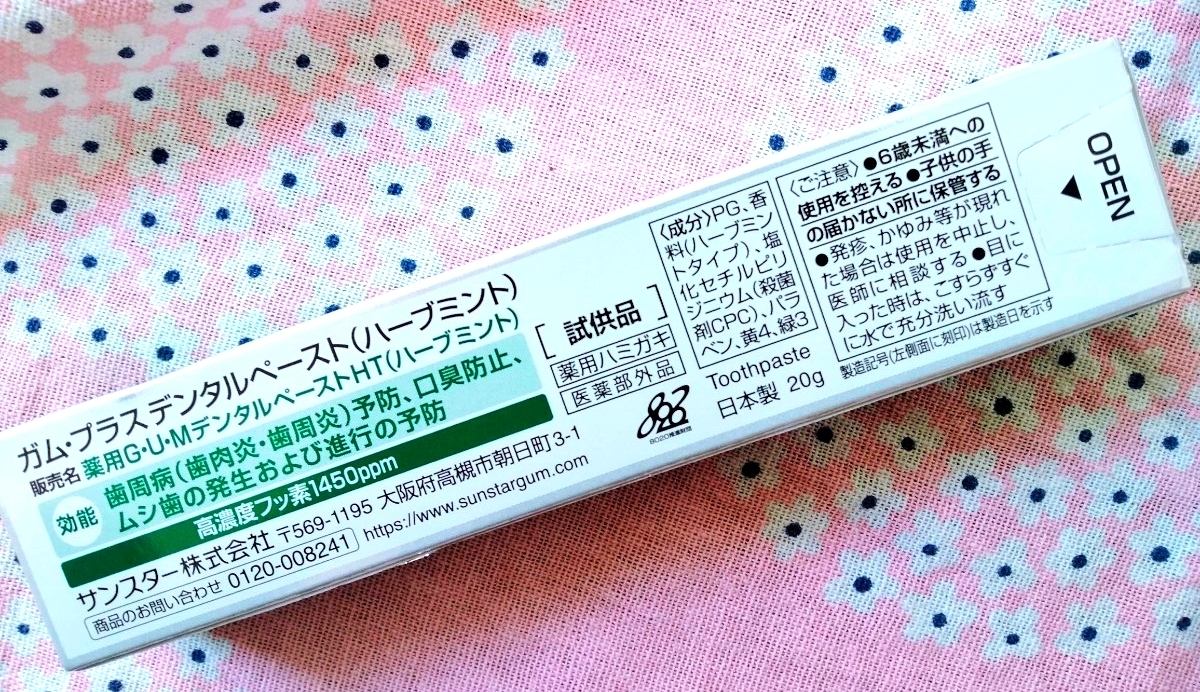 ガム・プラス デンタルペースト(ハーブミント)
販売名 薬用G・U・MデンタルペーストHT(ハーブミント)
効能
歯周病(歯肉炎・歯周炎)予防、口臭防止、
ムシ歯の発生および進行の予防
高濃度フッ素1450ppm
サンスター株式会社 〒569-1195 大阪府高槻市朝日町3-1
商品のお問い合わせ 0120-008241 https://www.sunstargum.com
[試供品]
薬用ハミガキ
医薬部外品
8020推進財団
〈成分〉PG、香
料(ハーブミン
トタイプ)、塩
化セチルピリ
ジニウム(殺菌
剤CPC)、パラ
ベン、黄4、緑3
Toothpaste
日本製 20g
〈ご注意〉●6歳未満への
使用を控える ●子供の手
の届かない所に保管する
●発疹、かゆみ等が現れ
た場合は使用を中止し、
医師に相談する ●目に
入った時は、こすらずすぐ
に水で充分洗い流す
製造記号(左側面に刻印)は製造日を示す
OPEN